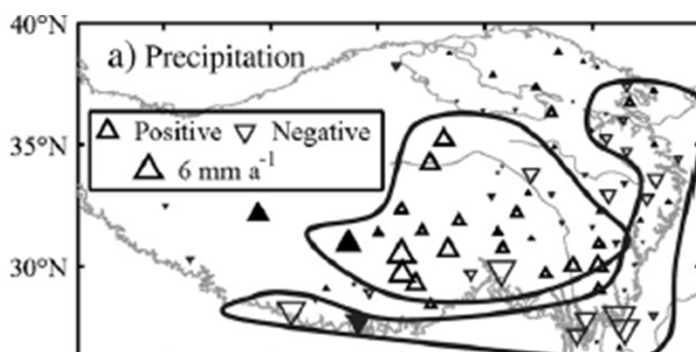 40°N
a) Precipitation
Positive Negative
6 mm a⁻¹
35°N
30°N